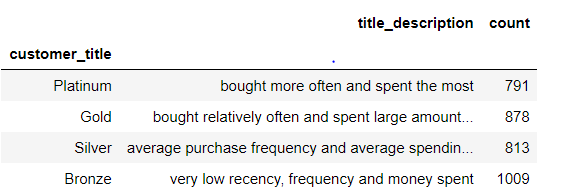 title_description count
customer_title
Platinum bought more often and spent the most 791
Gold bought relatively often and spent large amount... 878
Silver average purchase frequency and average spendin... 813
Bronze very low recency, frequency and money spent 1009